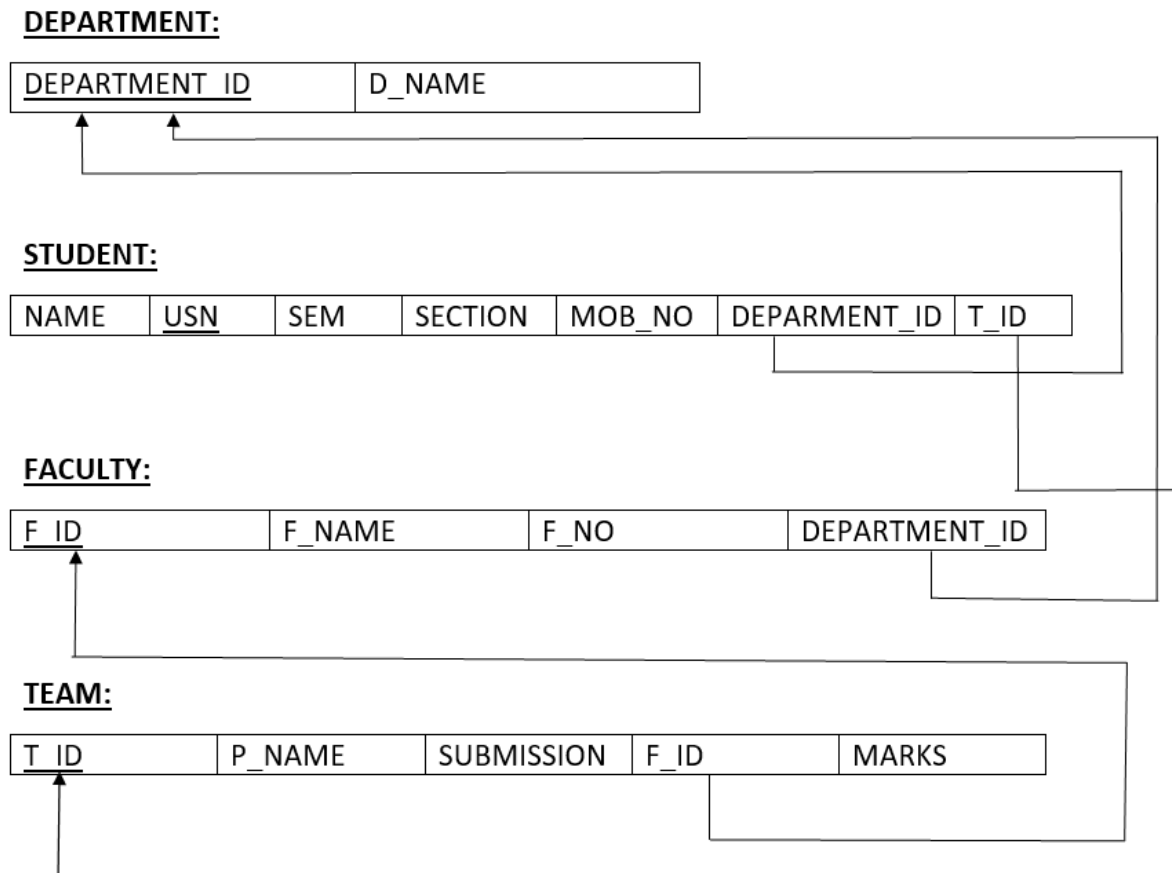 DEPARTMENT:
DEPARTMENT_ID D_NAME
STUDENT:
NAME USN SEM SECTION MOB_NO DEPARMENT_ID T_ID
FACULTY:
F_ID F_NAME F_NO DEPARTMENT_ID
TEAM:
T_ID P_NAME SUBMISSION F_ID MARKS